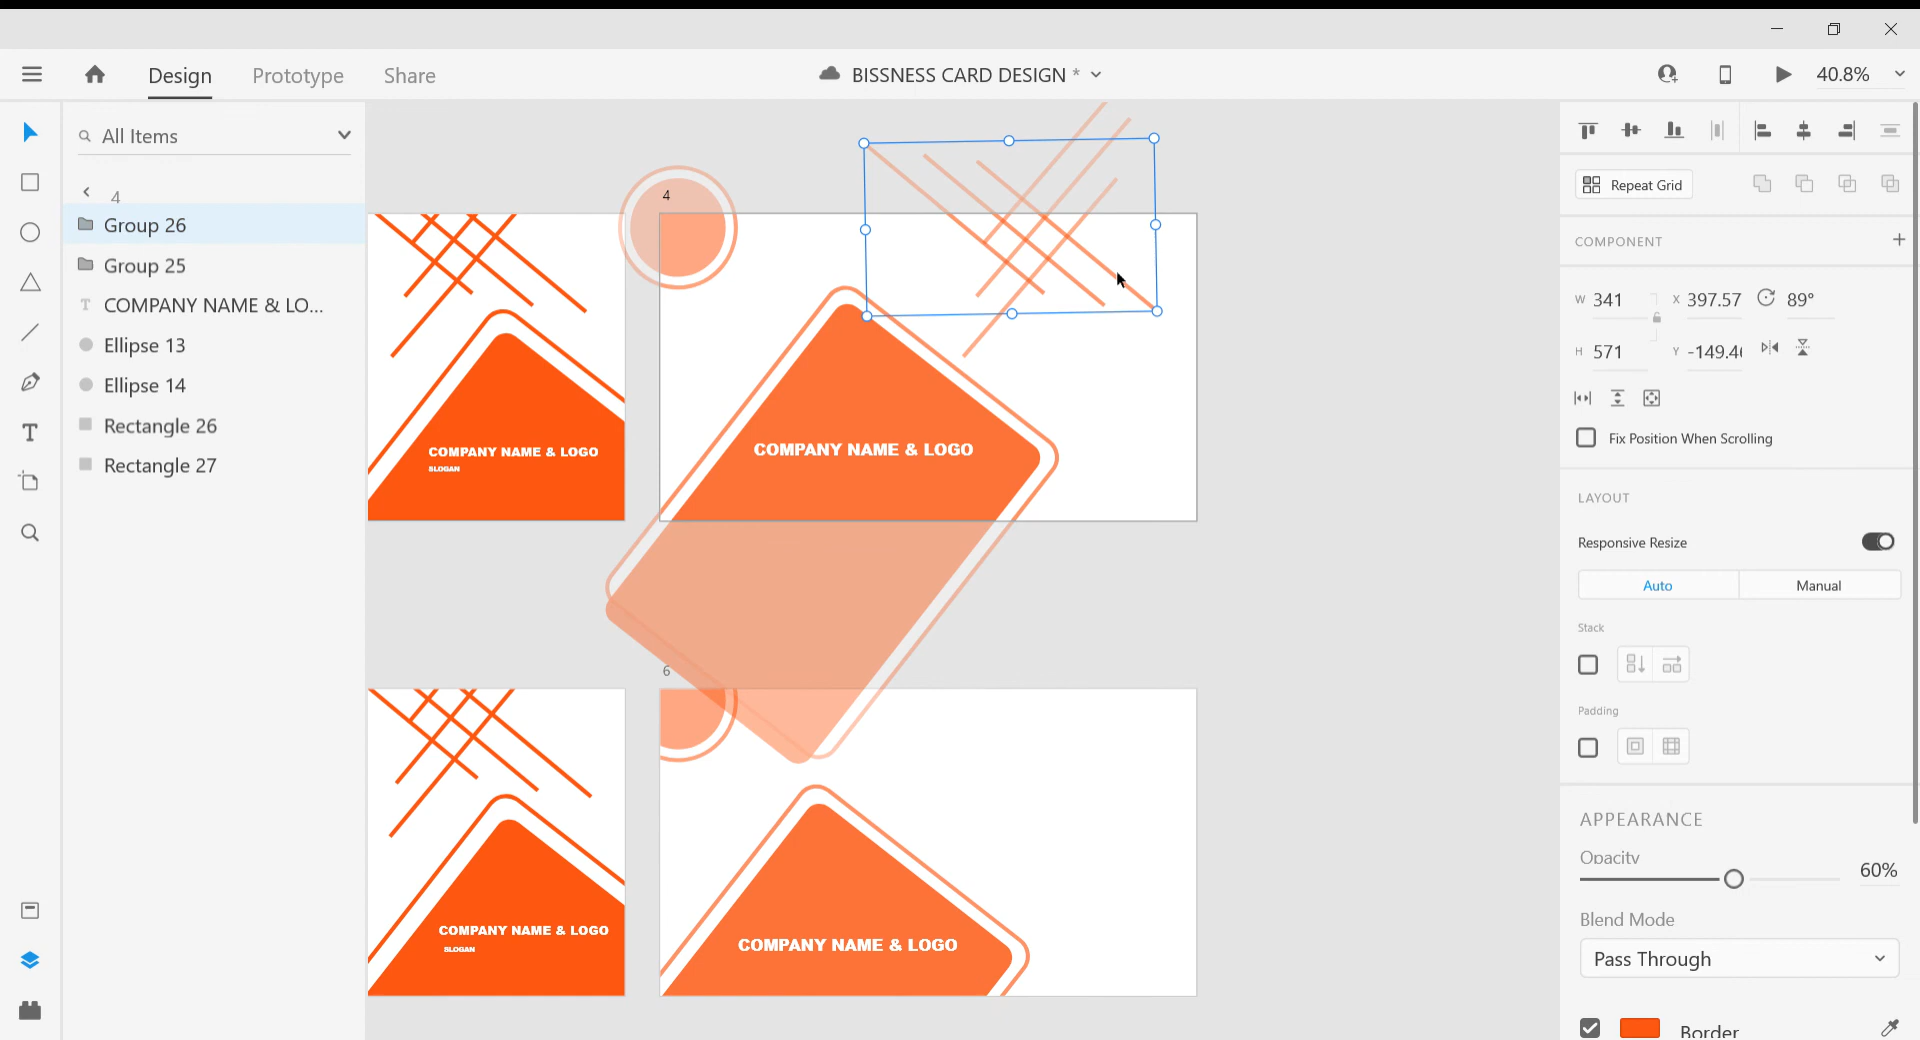 Design
Prototype
Share
BISSNESS CARD DESIGN *
40.8%
All Items
4
Group 26
Group 25
COMPANY NAME & LO...
Ellipse 13
Ellipse 14
Rectangle 26
Rectangle 27
COMPANY NAME & LOGO
SLOGAN
4
COMPANY NAME & LOGO
COMPANY NAME & LOGO
SLOGAN
6
COMPANY NAME & LOGO
Repeat Grid
COMPONENT
W 341 X 397.57 89°
H 571 Y -149.46
Fix Position When Scrolling
LAYOUT
Responsive Resize
Auto Manual
Stack
Padding
APPEARANCE
Opacity
60%
Blend Mode
Pass Through
Border